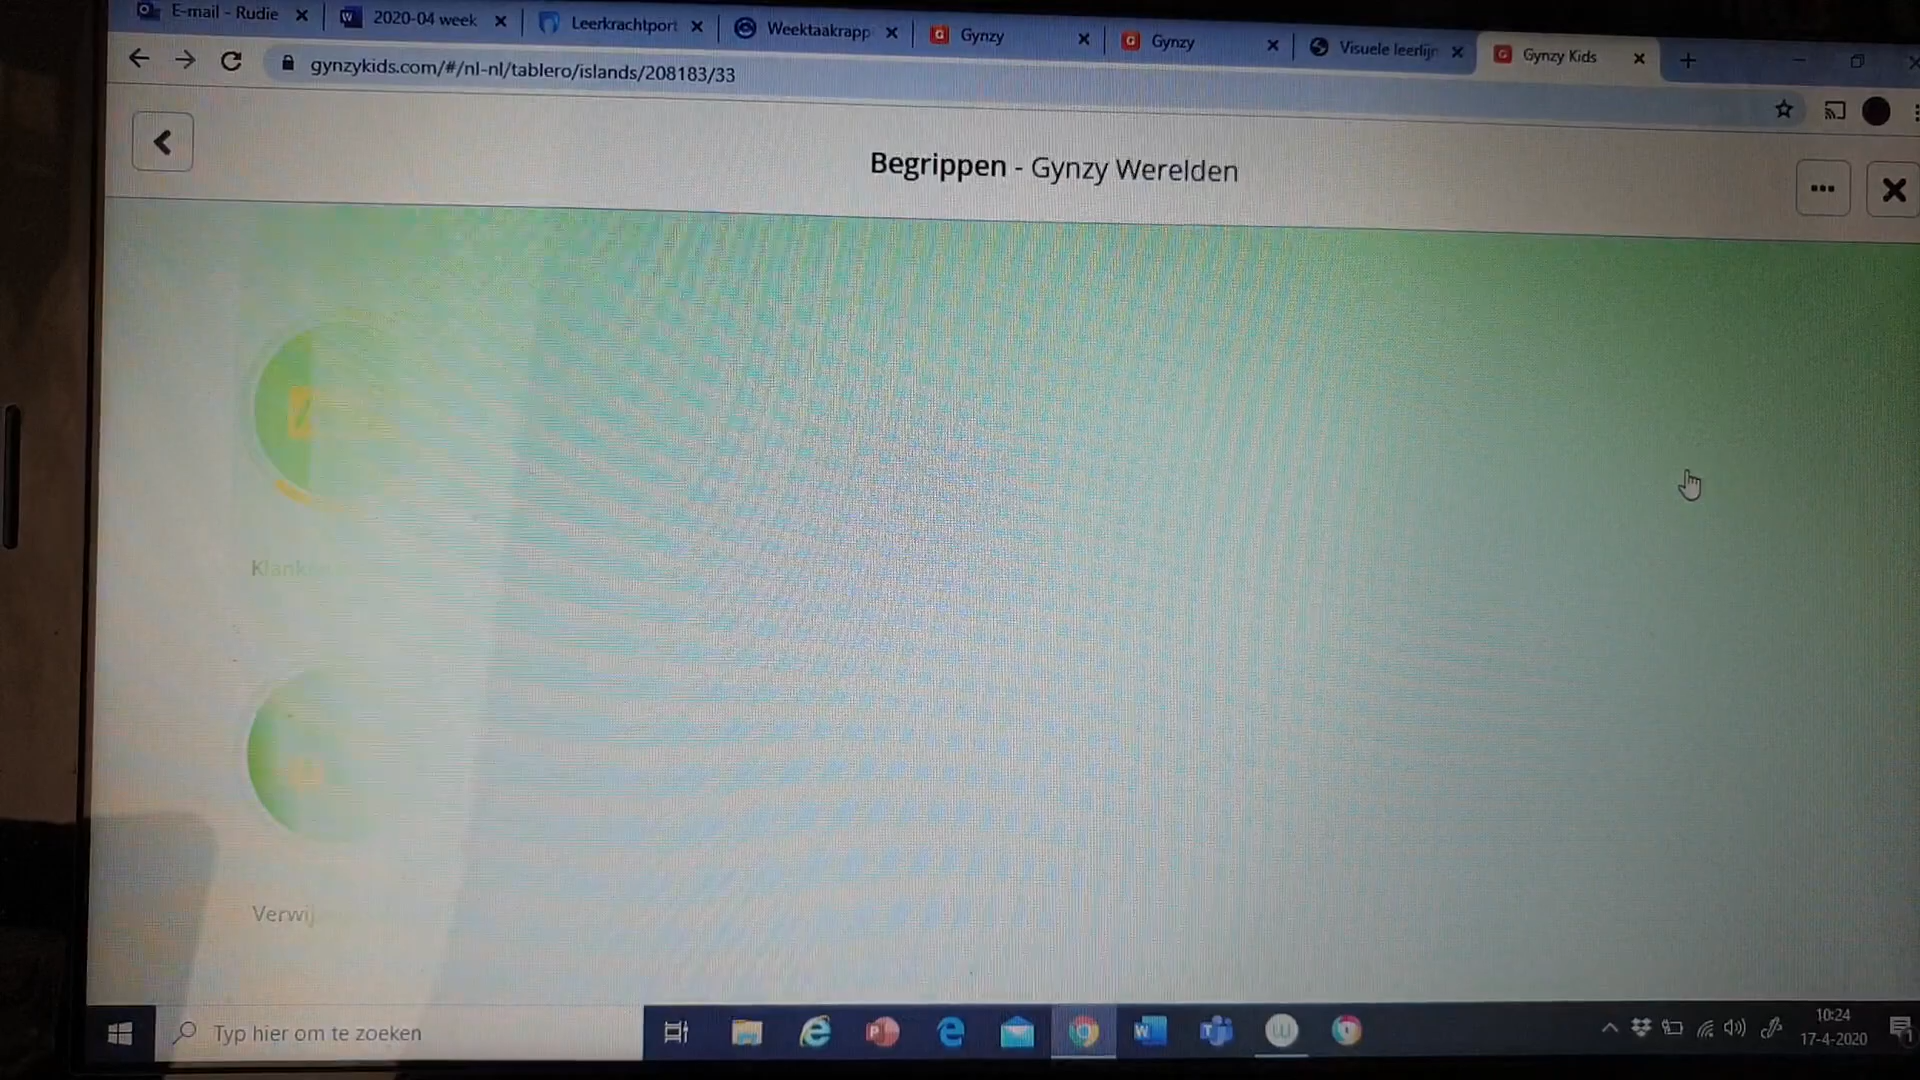 E-mail - Rudie
2020-04 week
Leerkrachtport
Weektaakrapp
Gynzy
Gynzy
Visuele leerlijn
Gynzy Kids
gynzykids.com/#/nl-nl/tablero/islands/208183/33
Begrippen - Gynzy Werelden
Klank
Verwij
Typ hier om te zoeken
10:24
17-4-2020